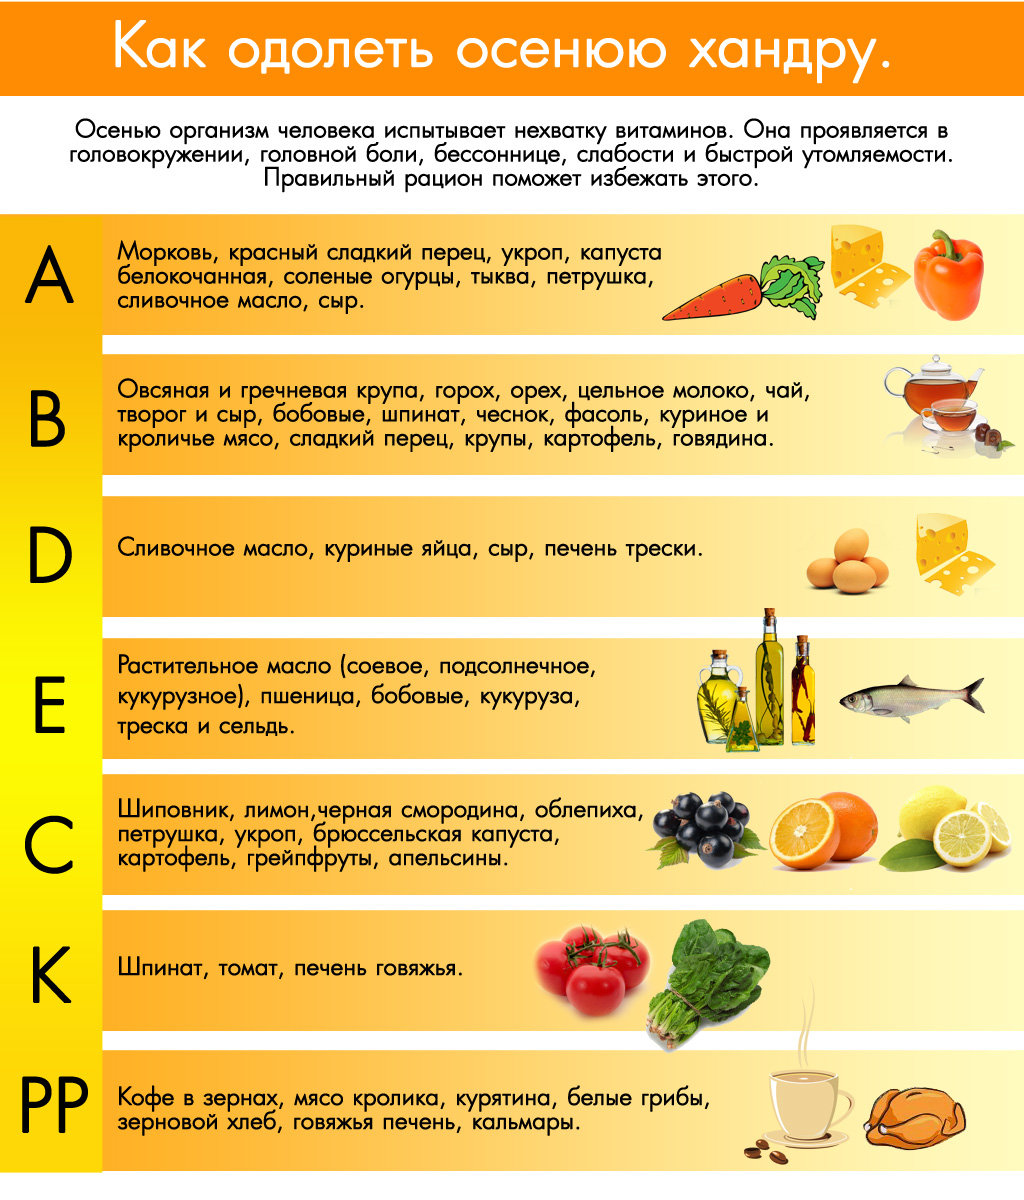 Как одолеть осенюю хандру.
Осенью организм человека испытывает нехватку витаминов. Она проявляется в
головокружении, головной боли, бессоннице, слабости и быстрой утомляемости.
Правильный рацион поможет избежать этого.
A
Морковь, красный сладкий перец, укроп, капуста
белокочанная, соленые огурцы, тыква, петрушка,
сливочное масло, сыр.
B
Овсяная и гречневая крупа, горох, орех, цельное молоко, чай,
творог и сыр, бобовые, шпинат, чеснок, фасоль, куриное и
кроличье мясо, сладкий перец, крупы, картофель, говядина.
D
Сливочное масло, куриные яйца, сыр, печень трески.
E
Растительное масло (соевое, подсолнечное,
кукурузное), пшеница, бобовые, кукуруза,
треска и сельдь.
C
Шиповник, лимон,черная смородина, облепиха,
петрушка, укроп, брюссельская капуста,
картофель, грейпфруты, апельсины.
K
Шпинат, томат, печень говяжья.
PP
Кофе в зернах, мясо кролика, курятина, белые грибы,
зерновой хлеб, говяжья печень, кальмары.